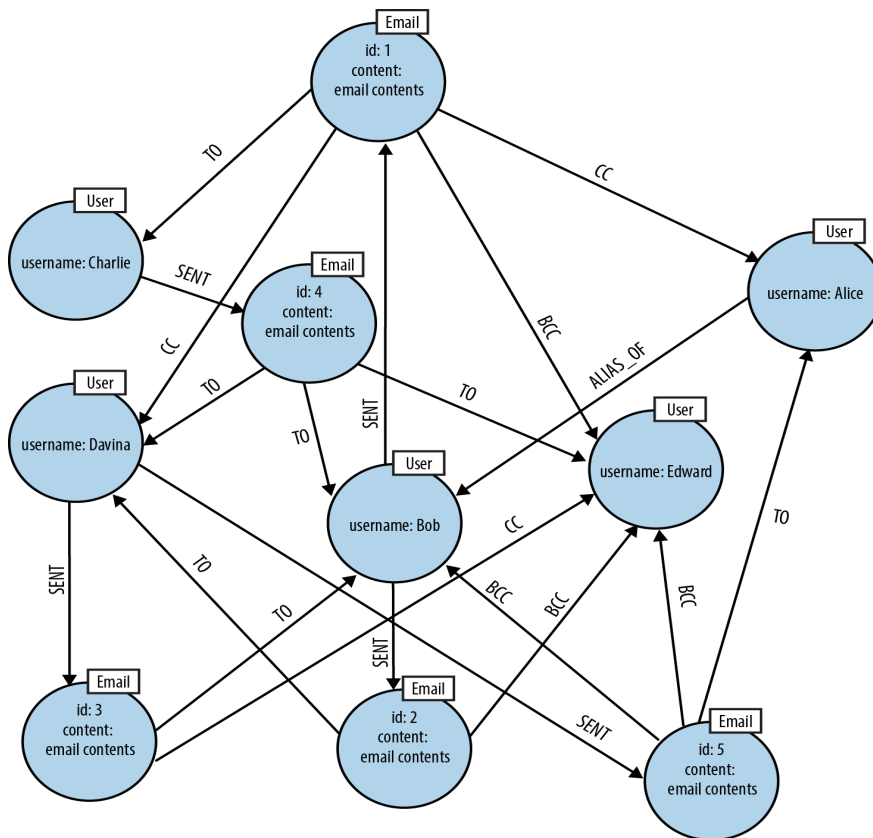 Email
id: 1
content:
email contents
TO
CC
User
User
username: Charlie
SENT
Email
id: 4
content:
email contents
BCC
username: Alice
CC
ALIAS_OF
TO
TO
User
username: Davina
TO
SENT
User
username: Edward
User
username: Bob
CC
TO
SENT
TO
TO
BCC
BCC
BCC
SENT
Email
id: 3
content:
email contents
Email
id: 2
content:
email contents
SENT
Email
id: 5
content:
email contents